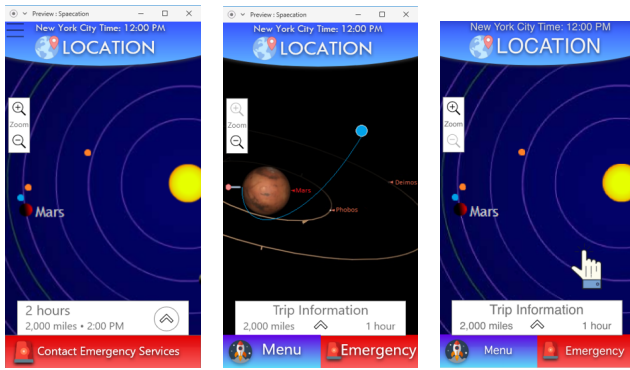 Preview : Spaecation
New York City Time: 12:00 PM
LOCATION
Zoom
Mars
2 hours
2,000 miles • 2:00 PM
Contact Emergency Services
Preview : Spaecation
New York City Time: 12:00 PM
LOCATION
Zoom
Deimos
Mars
Phobos
Trip Information
2,000 miles
1 hour
Menu
Emergency
New York City Time: 12:00 PM
LOCATION
Zoom
Mars
Trip Information
2,000 miles
1 hour
Menu
Emergency